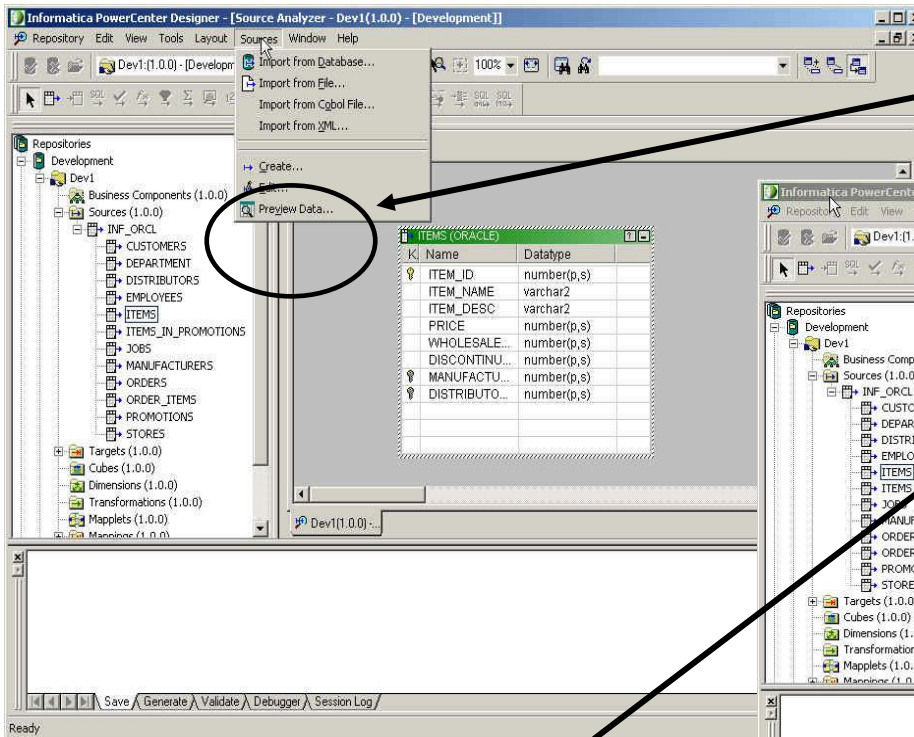 Informatica PowerCenter Designer - [Source Analyzer - Dev1(1.0.0) - [Development]]
Repository Edit View Tools Layout Sources Window Help
Dev1:(1.0.0) - [Developm
100%
Import from Database...
Import from File...
Import from Cobol File...
Import from XML...
Create...
Edit...
Preview Data...
Repositories
Development
Dev1
Business Components (1.0.0)
Sources (1.0.0)
INF_ORCL
CUSTOMERS
DEPARTMENT
DISTRIBUTORS
EMPLOYEES
ITEMS
ITEMS_IN_PROMOTIONS
JOBS
MANUFACTURERS
ORDERS
ORDER_ITEMS
PROMOTIONS
STORES
Targets (1.0.0)
Cubes (1.0.0)
Dimensions (1.0.0)
Transformations (1.0.0)
Mapplets (1.0.0)
Mappings (1.0.0)
ITEMS (ORACLE)
K. Name Datatype
ITEM_ID number(p,s)
ITEM_NAME varchar2
ITEM_DESC varchar2
PRICE number(p,s)
WHOLESALE... number(p,s)
DISCONTINU... number(p,s)
MANUFACTU... number(p,s)
DISTRIBUTO... number(p,s)
Dev1(1.0.0) -...
Save Generate Validate Debugger Session Log
Ready
Informatica PowerCente
Repository Edit View
Dev1:(1.
Repositories
Development
Dev1
Business Comp
Sources (1.0.0
INF_ORCL
CUSTO
DEPAR
DISTRI
EMPLO
ITEMS
ITEMS
JOBS
MANUF
ORDER
ORDER
PROMO
STORE
Targets (1.0.0
Cubes (1.0.0)
Dimensions (1.
Transformation
Mapplets (1.0.
Mappings (1.0